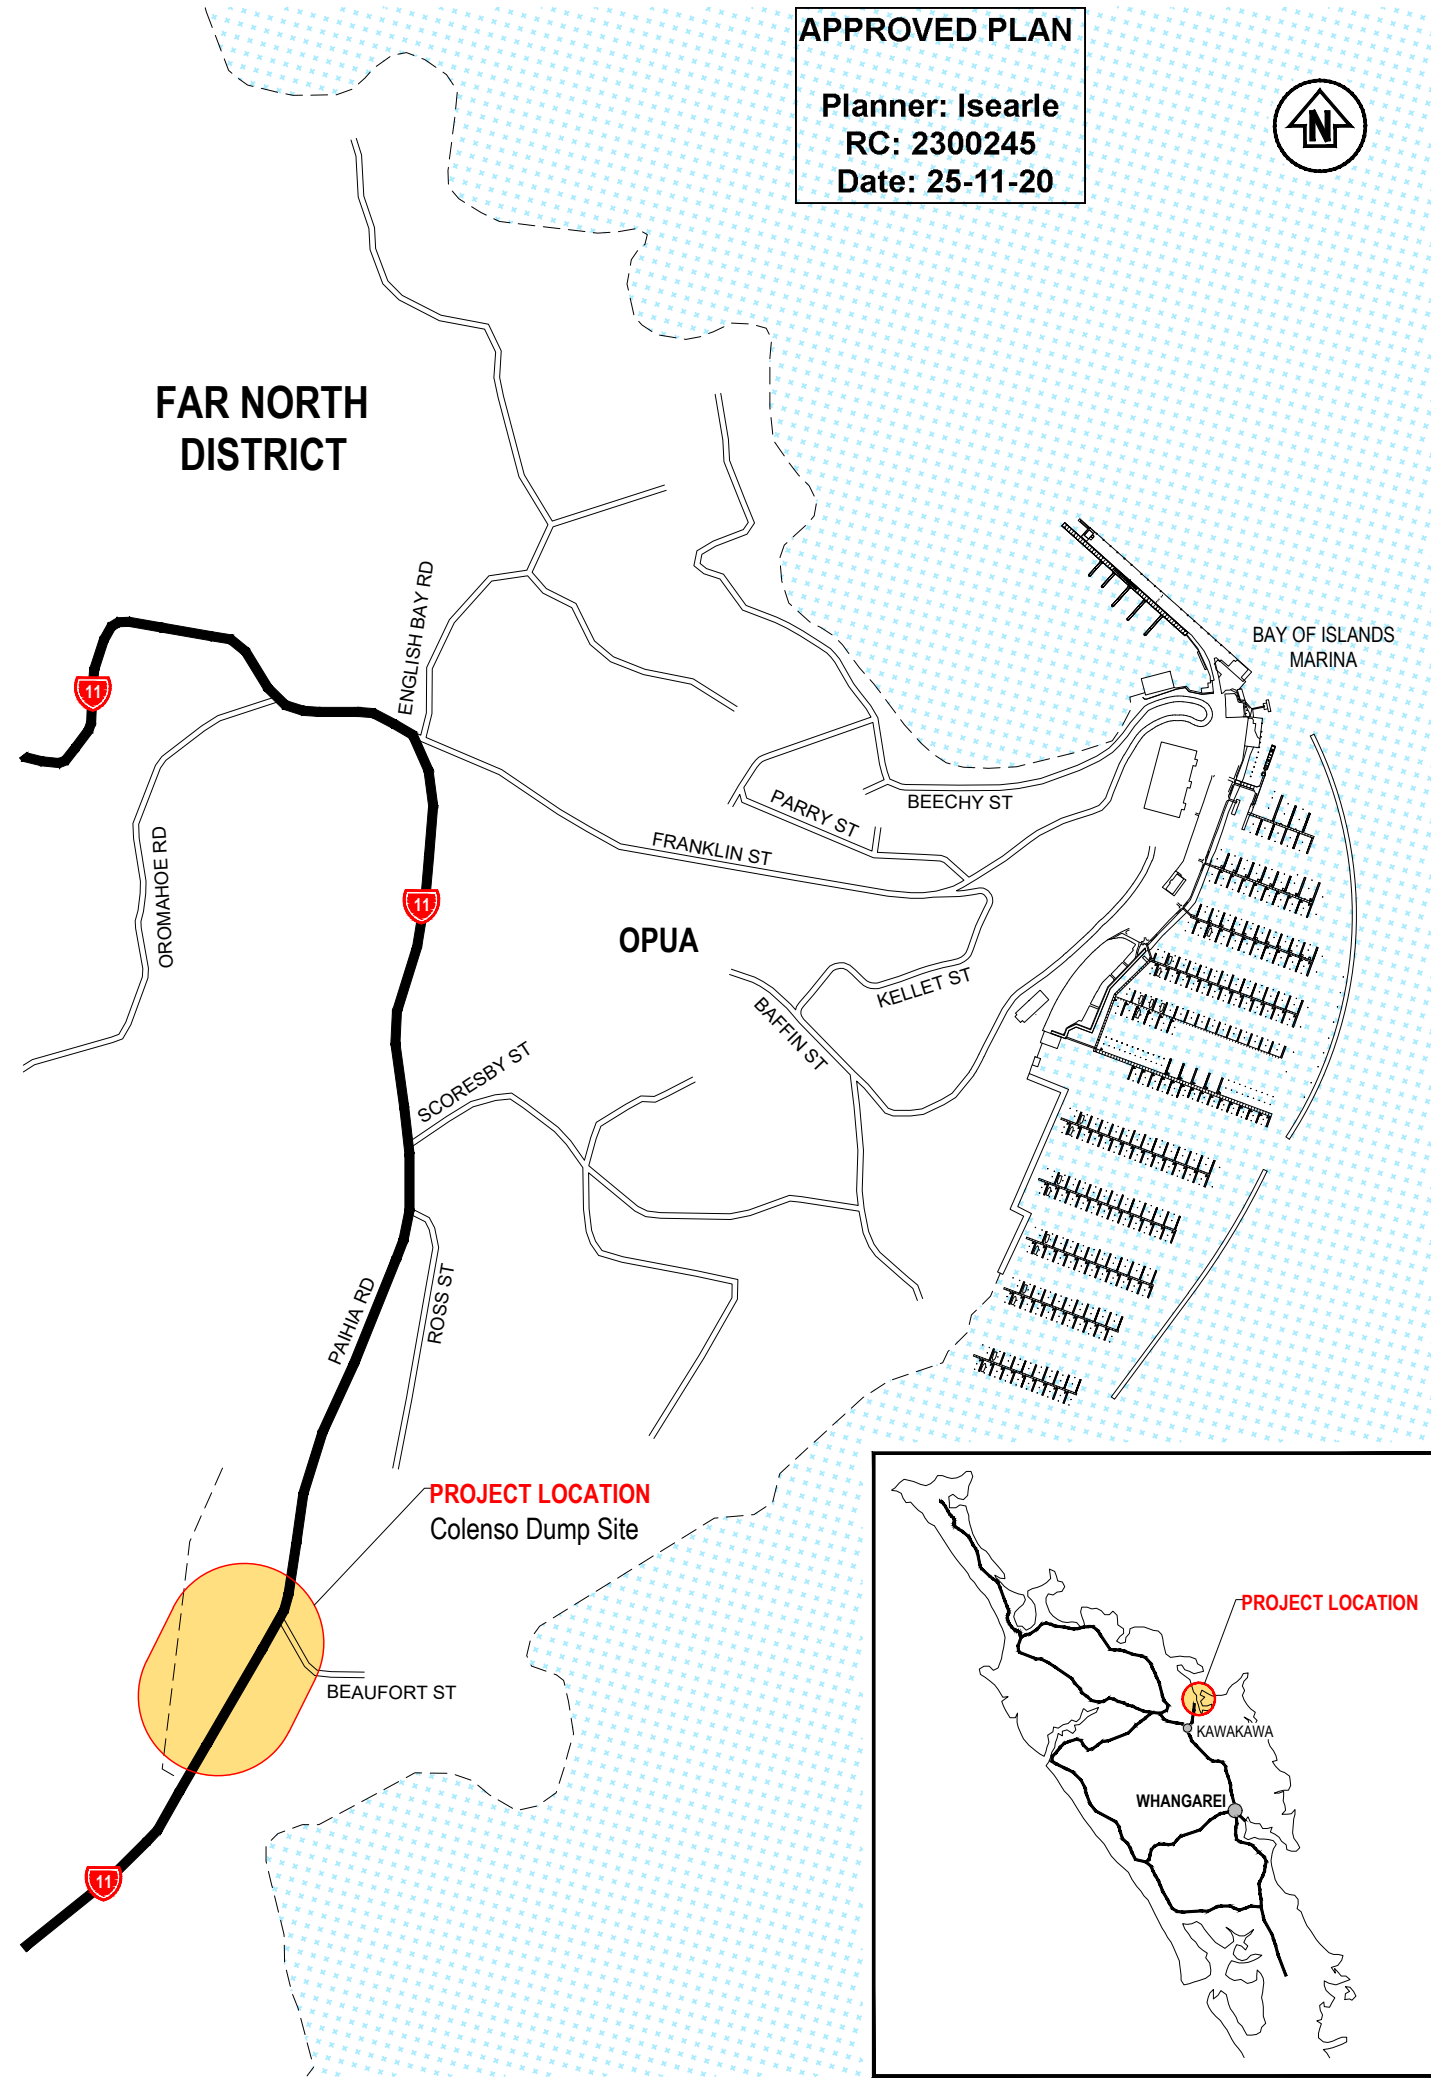 APPROVED PLAN
Planner: lsearle
RC: 2300245
Date: 25-11-20
N
FAR NORTH
DISTRICT
ENGLISH BAY RD
BAY OF ISLANDS
MARINA
11
BEECHY ST
PARRY ST
FRANKLIN ST
OROMAHOE RD
11
OPUA
KELLET ST
BAFFIN ST
SCORESBY ST
PAIHIA RD
ROSS ST
PROJECT LOCATION
Colenso Dump Site
BEAUFORT ST
11
PROJECT LOCATION
KAWAKAWA
WHANGAREI